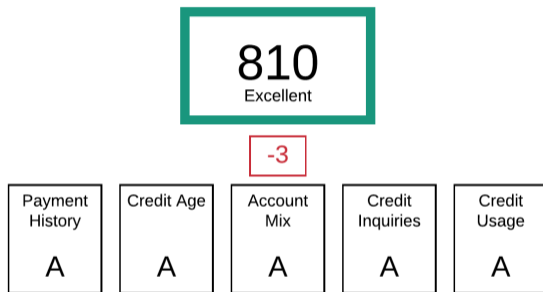 810
Excellent
-3
Payment
History
A
Credit Age
A
Account
Mix
A
Credit
Inquiries
A
Credit
Usage
A